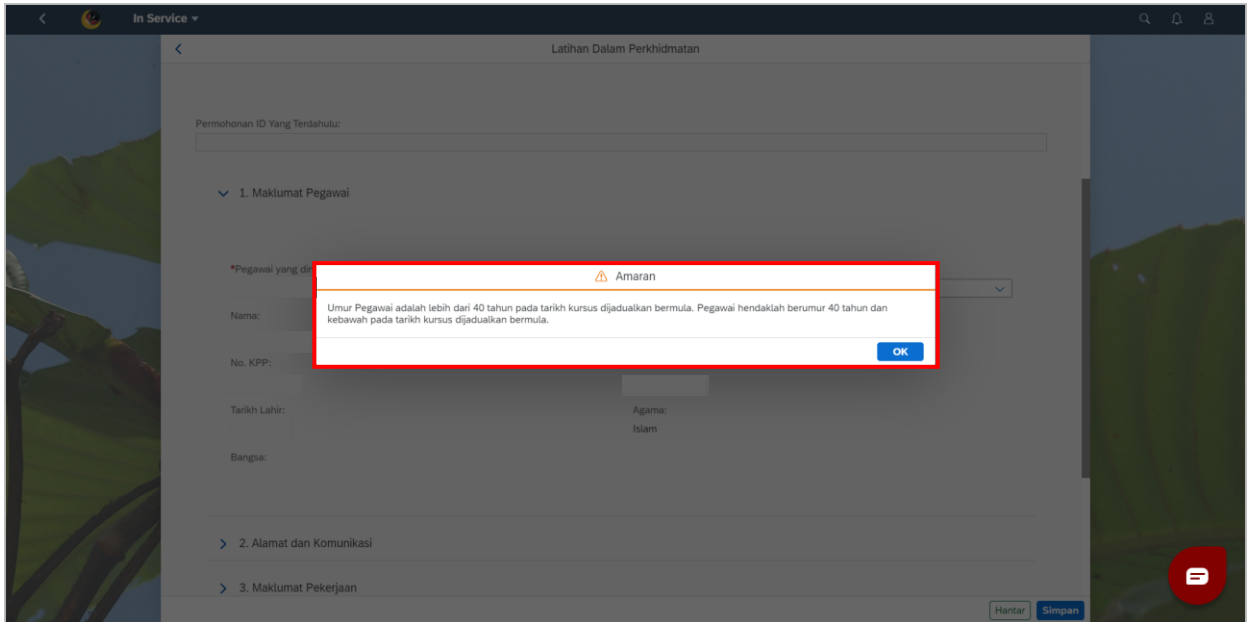 In Service
Latihan Dalam Perkhidmatan
Permohonan ID Yang Terdahulu:
1. Maklumat Pegawai
*Pegawai yang
Amaran
Umur Pegawai adalah lebih dari 40 tahun pada tarikh kursus dijadualkan bermula. Pegawai hendaklah berumur 40 tahun dan
kebawah pada tarikh kursus dijadualkan bermula.
OK
Nama:
No. KPP:
Tarikh Lahir:
Agama:
Islam
Bangsa:
2. Alamat dan Komunikasi
3. Maklumat Pekerjaan
Hantar Simpan